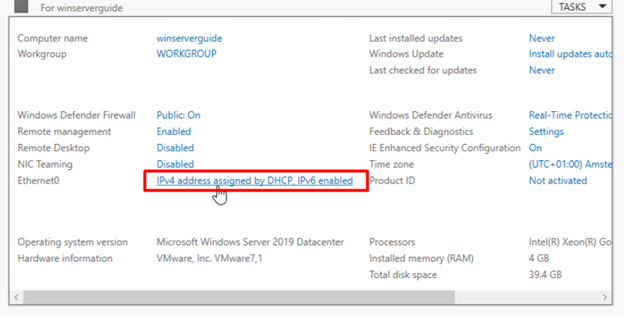 For winserverguide
TASKS
Computer name winserverguide Last installed updates Never
Workgroup WORKGROUP Windows Update Install updates auto
Last checked for updates Never
Windows Defender Firewall Public: On Windows Defender Antivirus Real-Time Protectio
Remote management Enabled Feedback & Diagnostics Settings
Remote Desktop Disabled IE Enhanced Security Configuration On
NIC Teaming Disabled Time zone (UTC+01:00) Amste
Ethernet0 IPv4 address assigned by DHCP, IPv6 enabled Product ID Not activated
Operating system version Microsoft Windows Server 2019 Datacenter Processors Intel(R) Xeon(R) Go
Hardware information VMware, Inc. VMware7,1 Installed memory (RAM) 4 GB
Total disk space 39.4 GB